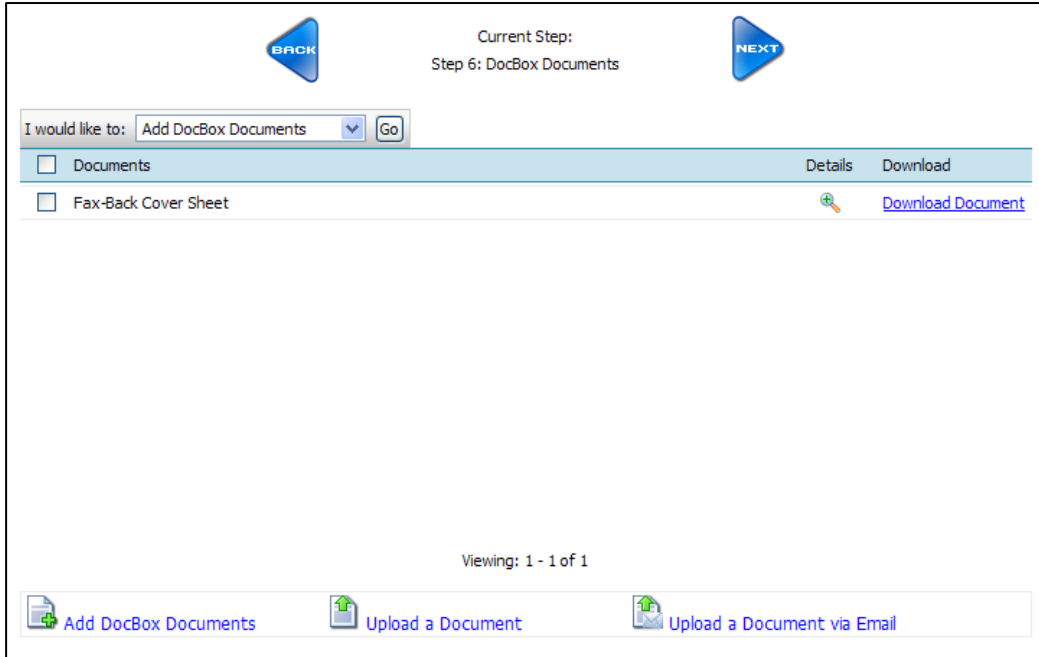 BACK
Current Step:
NEXT
Step 6: DocBox Documents
I would like to: Add DocBox Documents Go
Documents Details Download
Fax-Back Cover Sheet Download Document
Viewing: 1 - 1 of 1
Add DocBox Documents Upload a Document Upload a Document via Email